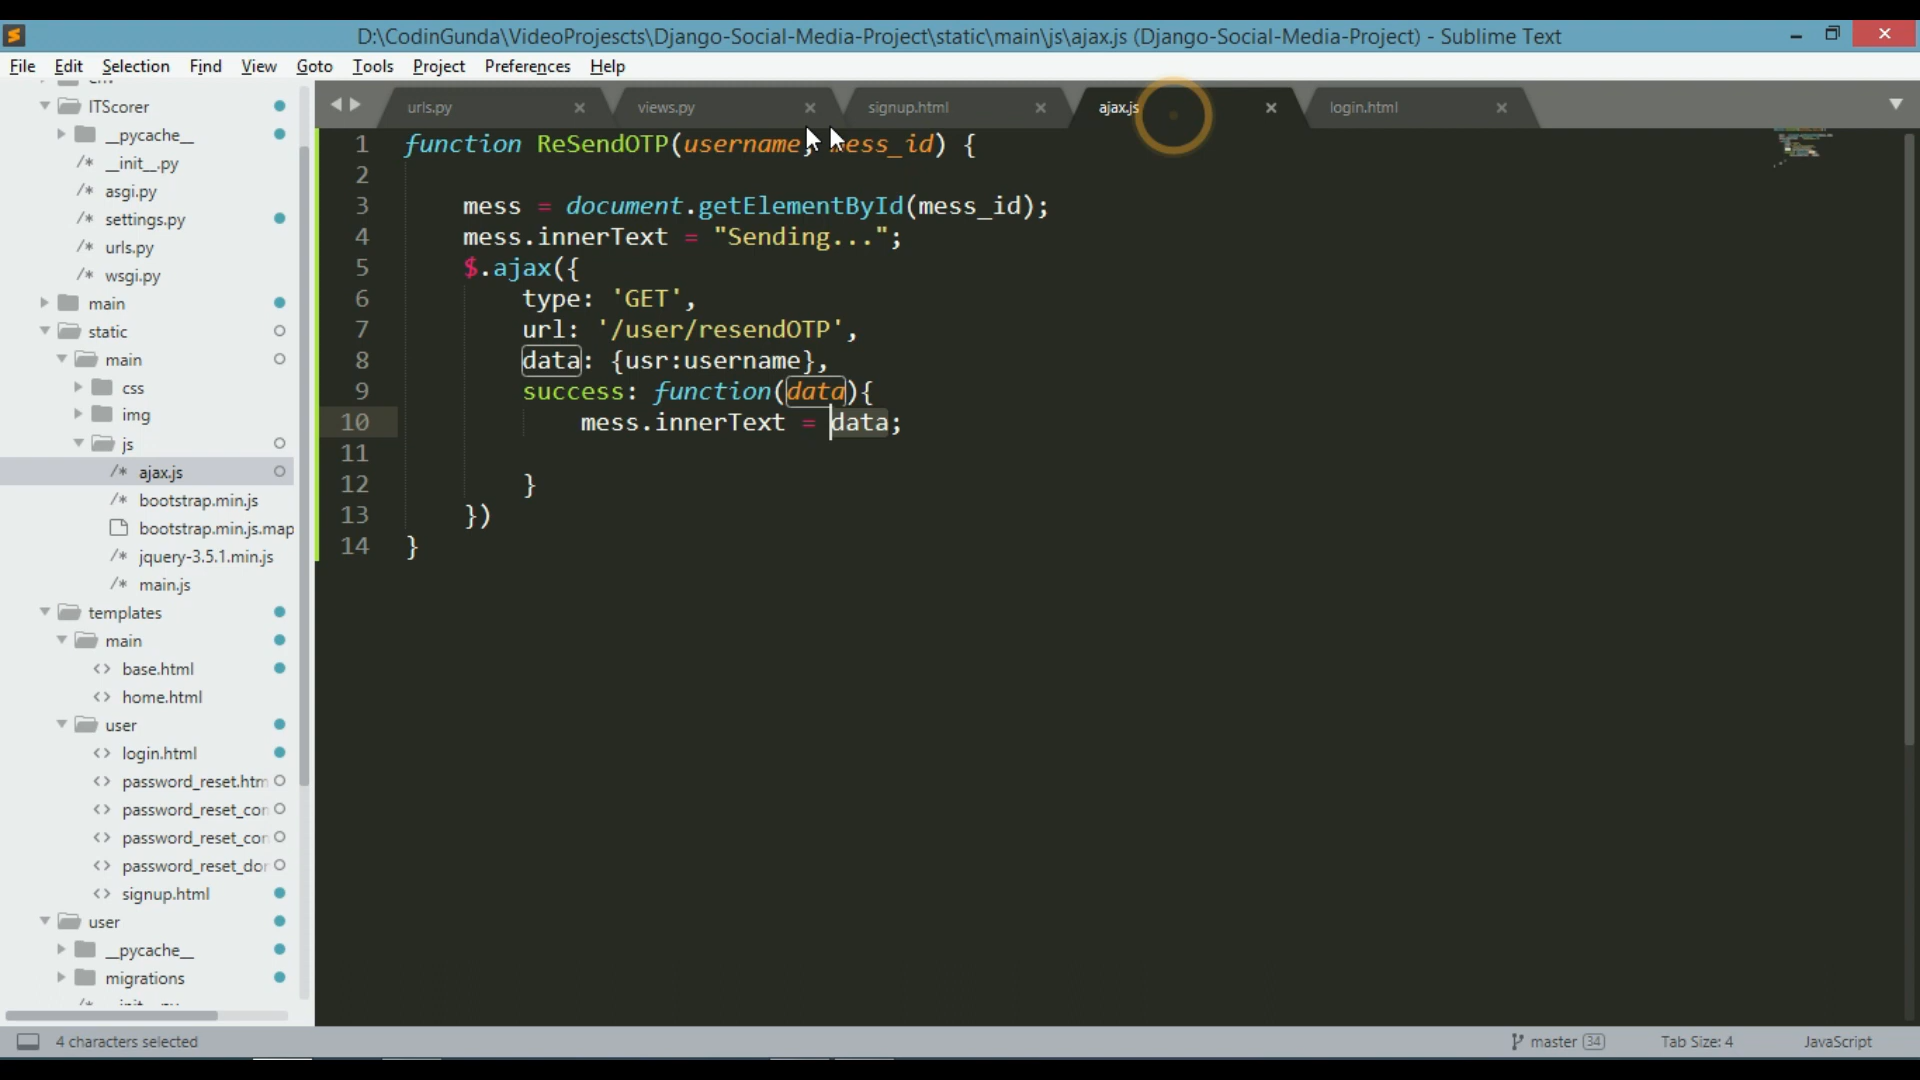 D:\CodinGunda\VideoProjescts\Django-Social-Media-Project\static\main\js\ajax.js (Django-Social-Media-Project) - Sublime Text
File Edit Selection Find View Goto Tools Project Preferences Help
ITScorer
__pycache__
__init__.py
asgi.py
settings.py
urls.py
wsgi.py
main
static
main
css
img
js
ajax.js
bootstrap.min.js
bootstrap.min.js.map
jquery-3.5.1.min.js
main.js
templates
main
base.html
home.html
user
login.html
password_reset.htm
password_reset_con
password_reset_con
password_reset_don
signup.html
user
__pycache__
migrations
urls.py views.py signup.html ajax.js login.html
1 function ReSendOTP(username, mess_id) {
2
3 mess = document.getElementById(mess_id);
4 mess.innerText = "Sending...";
5 $.ajax({
6 type: 'GET',
7 url: '/user/resendOTP',
8 data: {usr:username},
9 success: function(data){
10 mess.innerText = data;
11
12 }
13 })
14 }
4 characters selected
master 34 Tab Size: 4 JavaScript